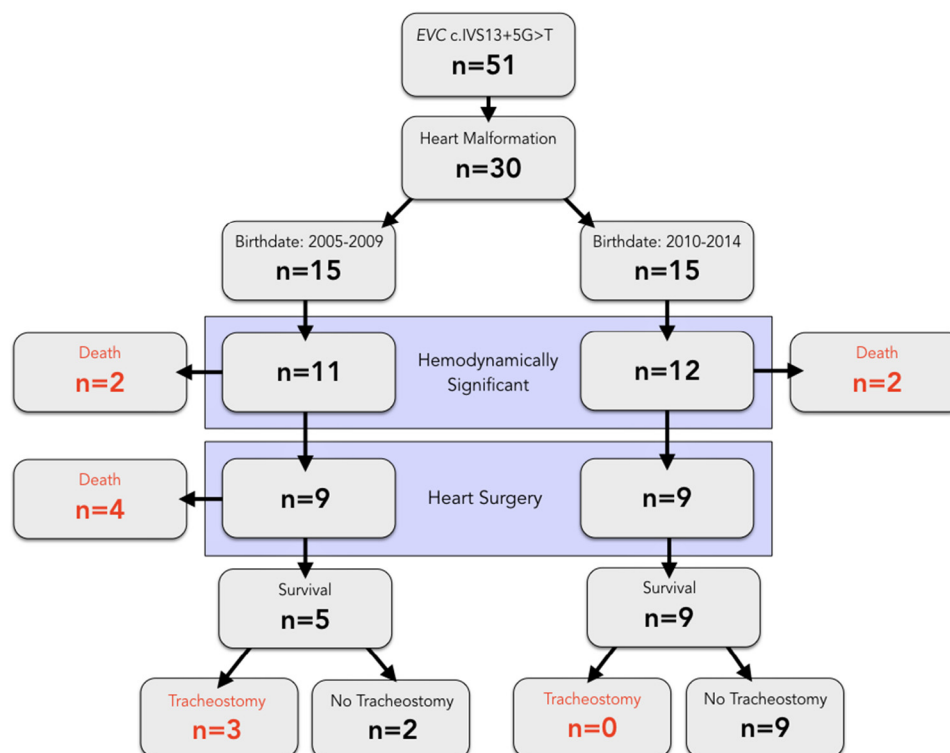 EVC c.IVS13+5G>T
n=51
Heart Malformation
n=30
Birthdate: 2005-2009
n=15
Birthdate: 2010-2014
n=15
Death
n=2
n=11
Hemodynamically
Significant
n=12
Death
n=2
Death
n=4
n=9
Heart Surgery
n=9
Survival
n=5
Survival
n=9
Tracheostomy
n=3
No Tracheostomy
n=2
Tracheostomy
n=0
No Tracheostomy
n=9